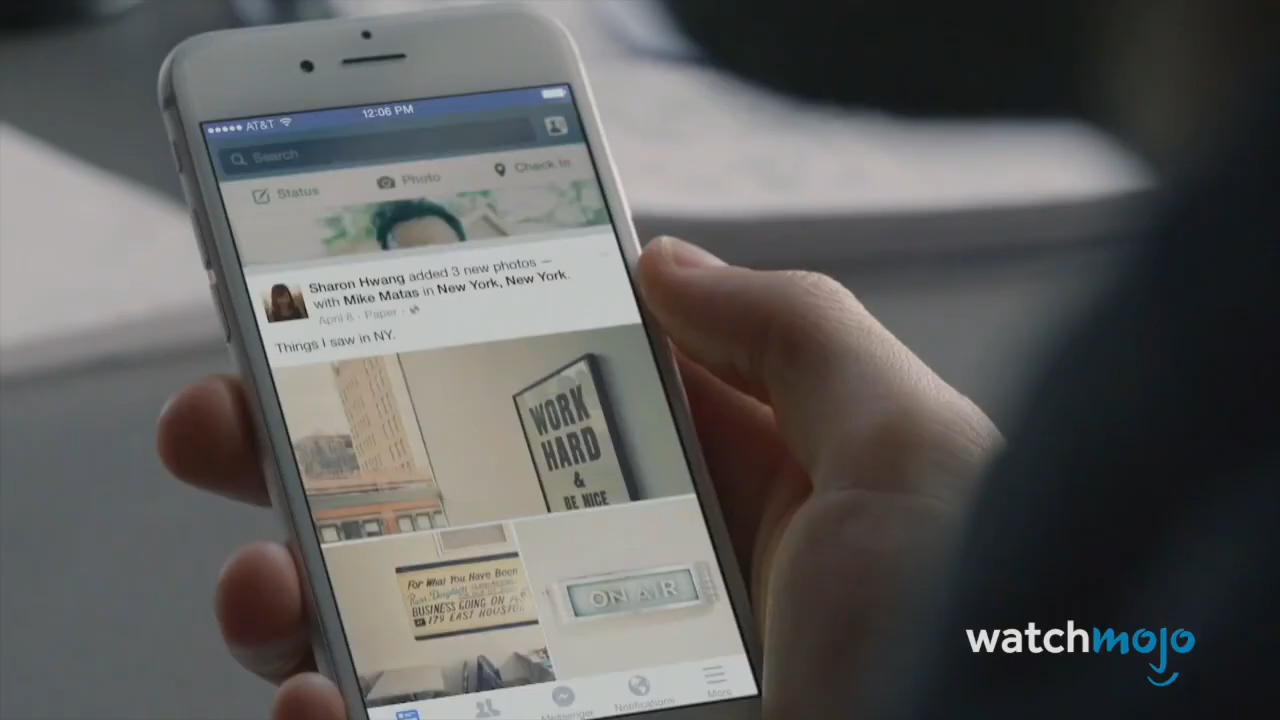 AT&T 12:06 PM
Search
Status Photo Check In
Sharon Hwang added 3 new photos —
with Mike Matas in New York, New York.
April 8 · Paper ·
Things I saw in NY.
WORK
HARD
&
BE NICE
For What You Have Been
BUSINESS GOING ON
AT 179 EAST HOUSTON
ON AIR
Messenger Notifications More
watchmojo